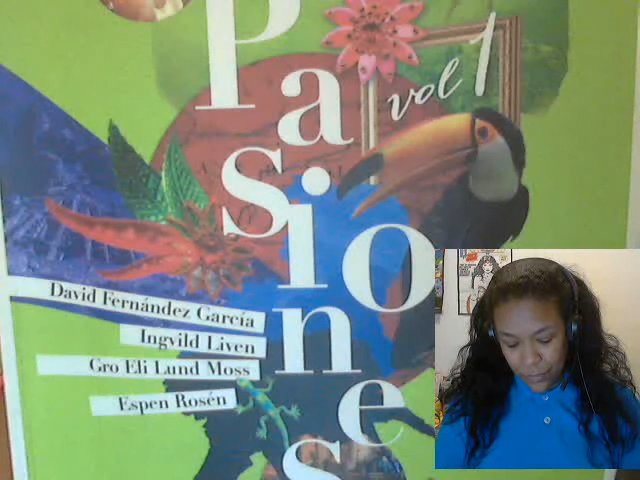 Pasiones
vol 1
David Fernández García
Ingvild Liven
Gro Eli Lund Moss
Espen Rosén